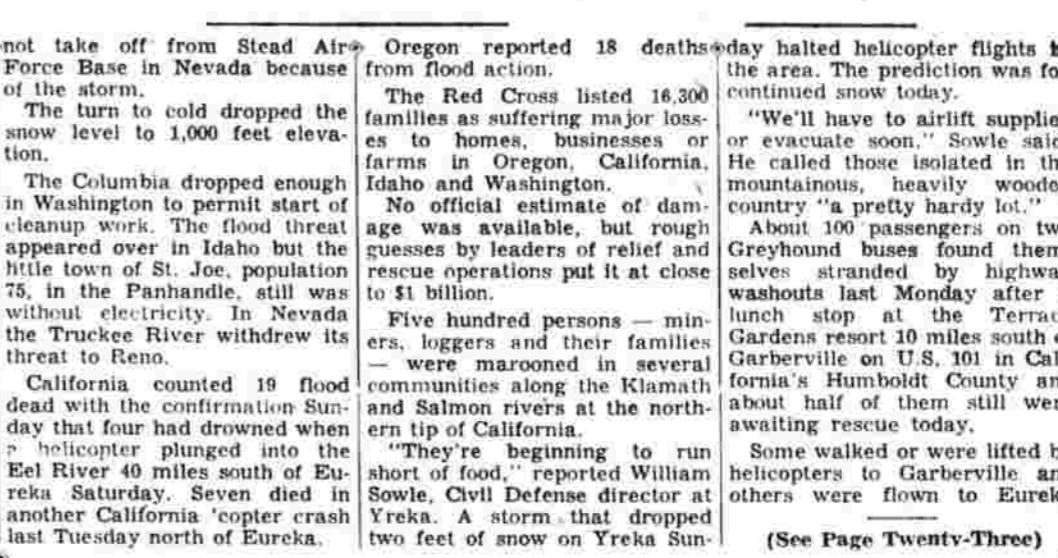 not take off from Stead Air
Force Base in Nevada because
of the storm.
The turn to cold dropped the
snow level to 1,000 feet eleva-
tion.
The Columbia dropped enough
in Washington to permit start of
cleanup work. The flood threat
appeared over in Idaho but the
little town of St. Joe, population
75, in the Panhandle, still was
without electricity. In Nevada
the Truckee River withdrew its
threat to Reno.
California counted 19 flood
dead with the confirmation Sun-
day that four had drowned when
a helicopter plunged into the
Eel River 40 miles south of Eu-
reka Saturday. Seven died in
another California 'copter crash
last Tuesday north of Eureka.
Oregon reported 18 deaths
from flood action.
The Red Cross listed 16,300
families as suffering major loss-
es to homes, businesses or
farms in Oregon, California,
Idaho and Washington.
No official estimate of dam-
age was available, but rough
guesses by leaders of relief and
rescue operations put it at close
to $1 billion.
Five hundred persons — min-
ers, loggers and their families
— were marooned in several
communities along the Klamath
and Salmon rivers at the north-
ern tip of California.
"They're beginning to run
short of food," reported William
Sowle, Civil Defense director at
Yreka. A storm that dropped
two feet of snow on Yreka Sun-
day halted helicopter flights
the area. The prediction was fo
continued snow today.
"We'll have to airlift supplie
or evacuate soon," Sowle said
He called those isolated in th
mountainous, heavily woode
country "a pretty hardy lot."
About 100 passengers on tw
Greyhound buses found them
selves stranded by highwa
washouts last Monday after
lunch stop at the Terrac
Gardens resort 10 miles south
Garberville on U.S. 101 in Cal
fornia's Humboldt County an
about half of them still wer
awaiting rescue today.
Some walked or were lifted b
helicopters to Garberville an
others were flown to Eurek
(See Page Twenty-Three)